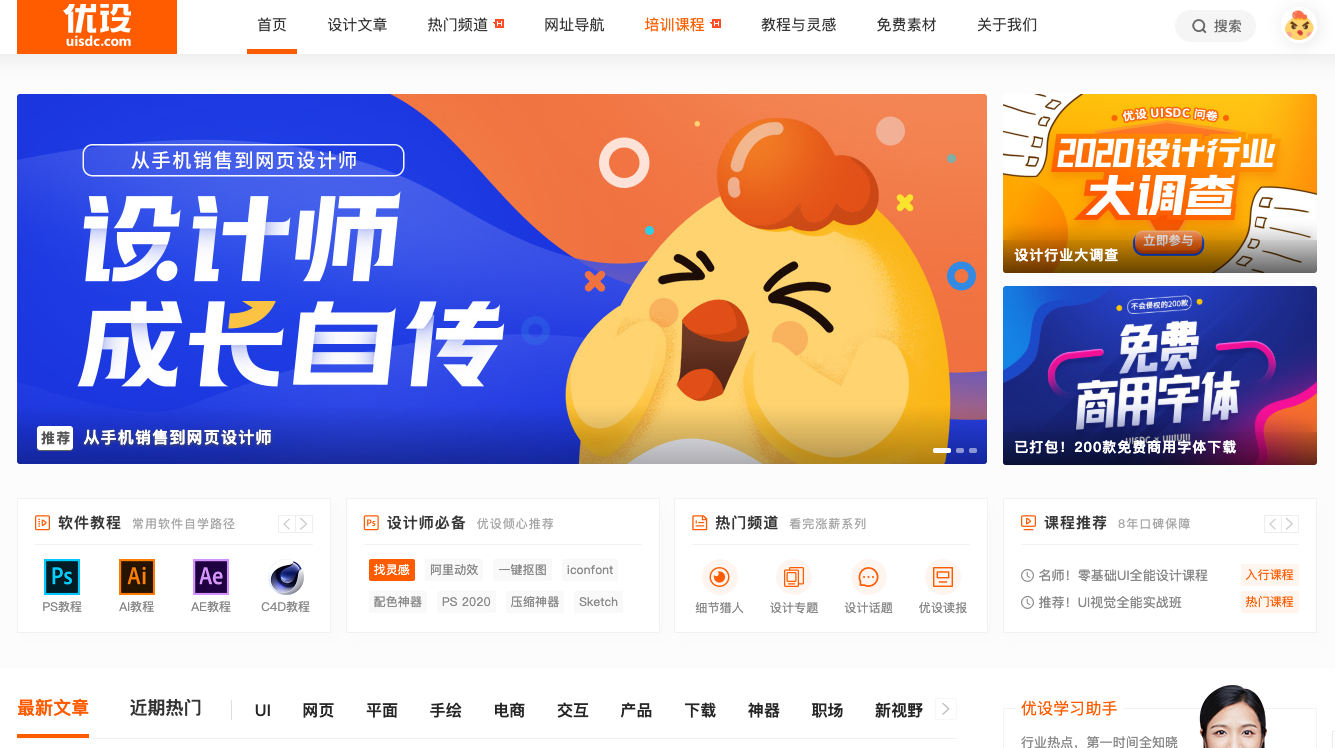 优设
uisdc.com
首页
设计文章
热门频道
网址导航
培训课程
教程与灵感
免费素材
关于我们
搜索
从手机销售到网页设计师
设计师
成长自传
推荐 从手机销售到网页设计师
优设 UISDC 问卷
2020设计行业
大调查
立即参与
设计行业大调查
不会侵权的200款
免费
商用字体
已打包！200款免费商用字体下载
软件教程 常用软件自学路径
Ps
Ai
Ae
PS教程
AI教程
AE教程
C4D教程
Ps 设计师必备 优设倾心推荐
找灵感
阿里动效
一键抠图
iconfont
配色神器
PS 2020
压缩神器
Sketch
热门频道 看完涨薪系列
细节猎人
设计专题
设计话题
优设读报
课程推荐 8年口碑保障
名师！零基础UI全能设计课程 入行课程
推荐！UI视觉全能实战班 热门课程
最新文章
近期热门
UI
网页
平面
手绘
电商
交互
产品
下载
神器
职场
新视野
优设学习助手
行业热点，第一时间全知晓